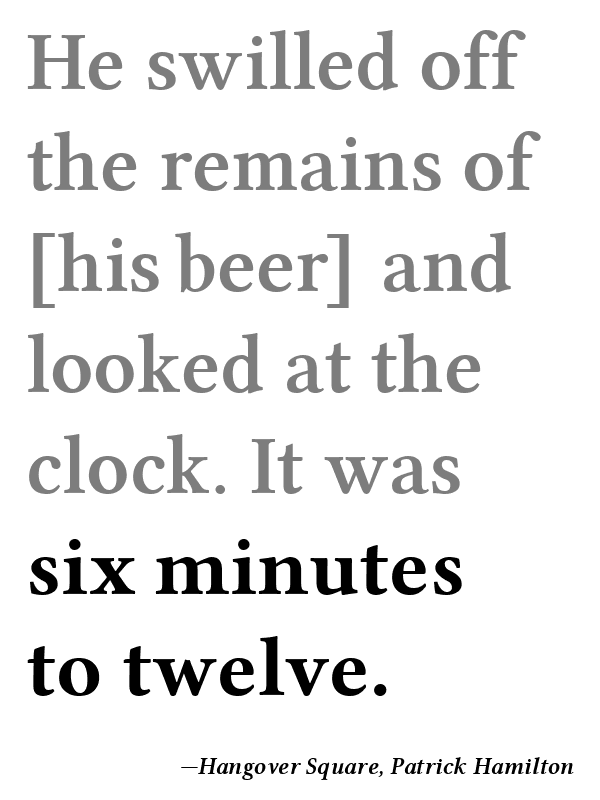 He swilled off
the remains of
[his beer] and
looked at the
clock. It was
six minutes
to twelve.
—Hangover Square, Patrick Hamilton